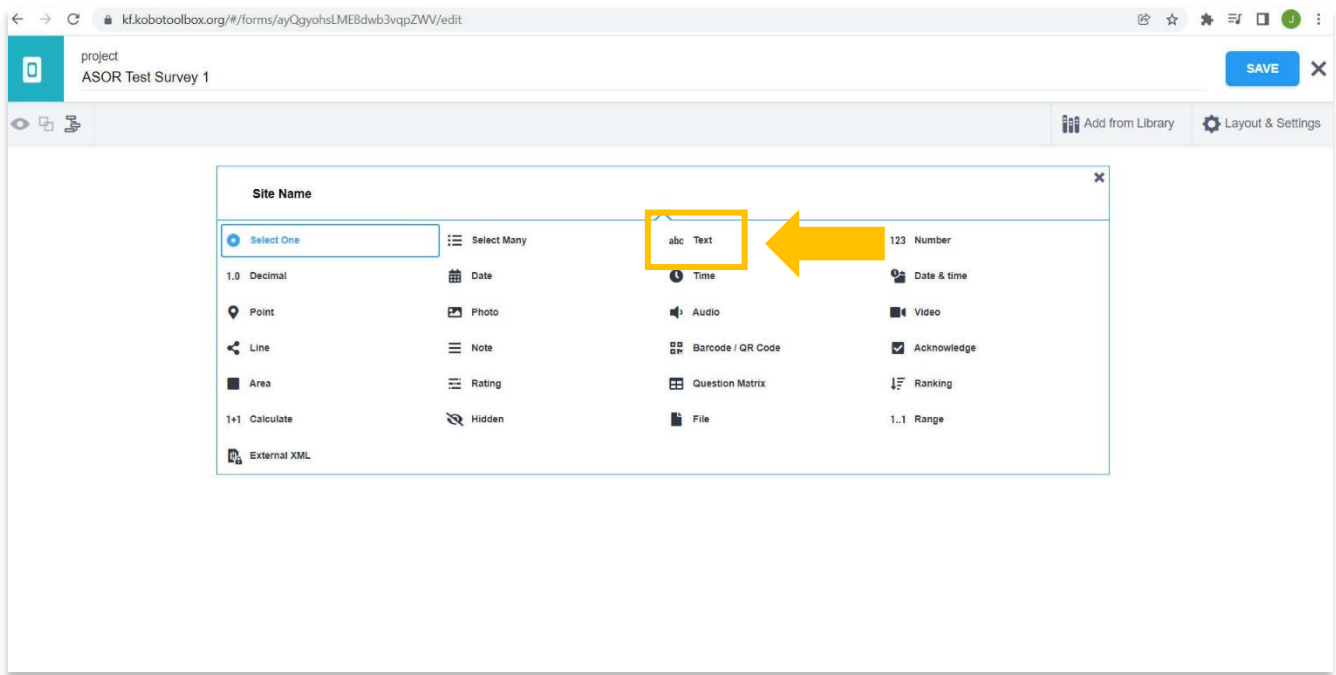 kf.kobotoolbox.org/#/forms/ayQgyohsLME8dwb3vqpZWV/edit
J
project
ASOR Test Survey 1
SAVE
Add from Library
Layout & Settings
Site Name
Select One
Select Many
abc Text
123 Number
1.0 Decimal
Date
Time
Date & time
Point
Photo
Audio
Video
Line
Note
Barcode / QR Code
Acknowledge
Area
Rating
Question Matrix
Ranking
1+1 Calculate
Hidden
File
1..1 Range
External XML